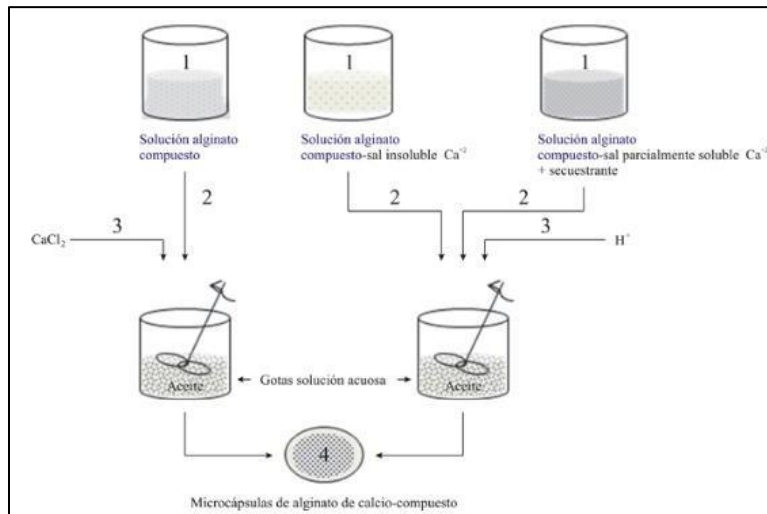 1
1
1
Solución alginato
compuesto
Solución alginato
compuesto-sal insoluble Ca⁺²
Solución alginato
compuesto-sal parcialmente soluble Ca⁺²
+ secuestrante
2
2
2
3
CaCl₂
3
H⁺
Aceite
Gotas solución acuosa
Aceite
4
Microcápsulas de alginato de calcio-compuesto